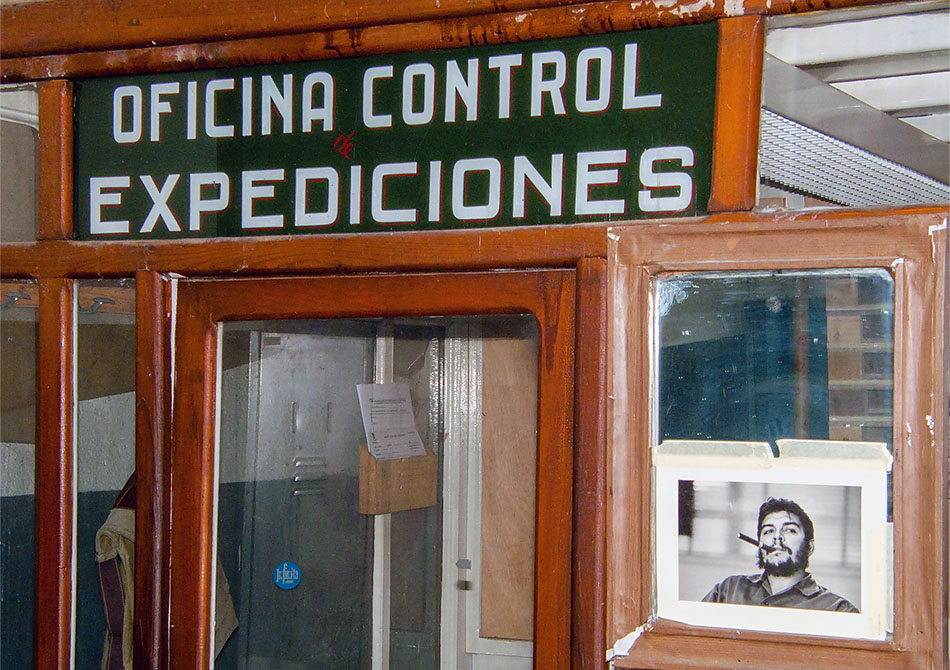 OFICINA CONTROL
de
EXPEDICIONES